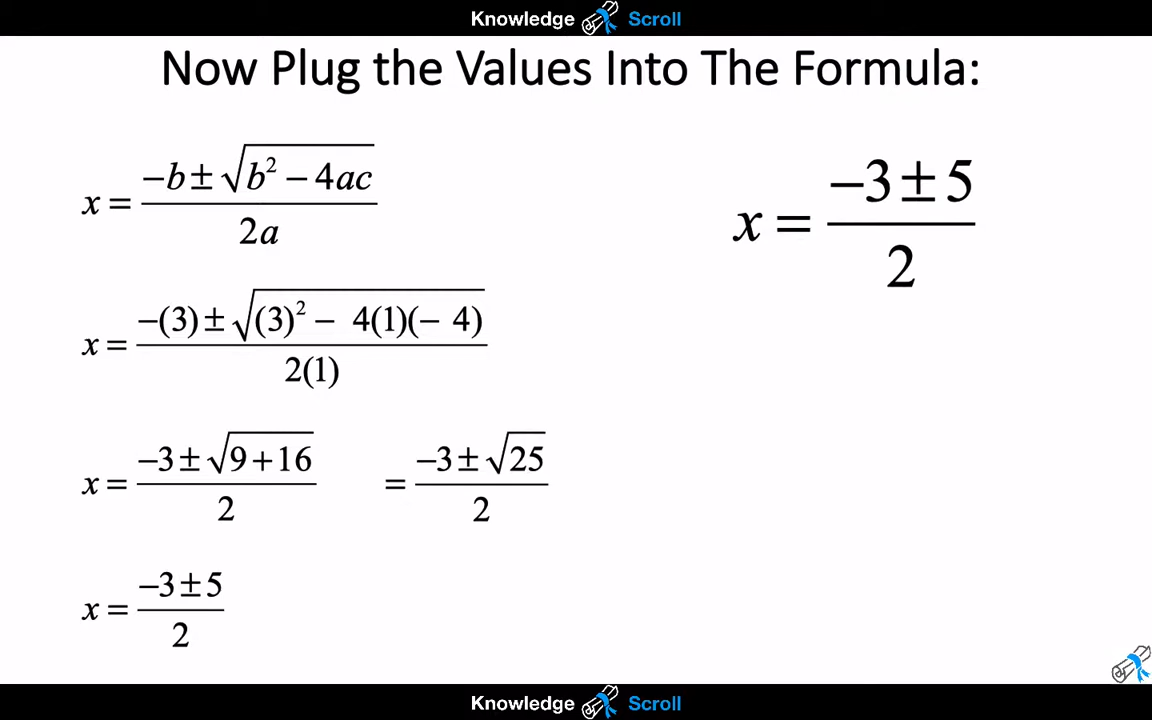 Knowledge Scroll
Now Plug the Values Into The Formula:
x = (−b ± √(b² − 4ac)) / 2a
x = (−(3) ± √((3)² − 4(1)(− 4))) / 2(1)
x = (−3 ± √(9 + 16)) / 2 = (−3 ± √25) / 2
x = (−3 ± 5) / 2
x = (−3 ± 5) / 2
Knowledge Scroll